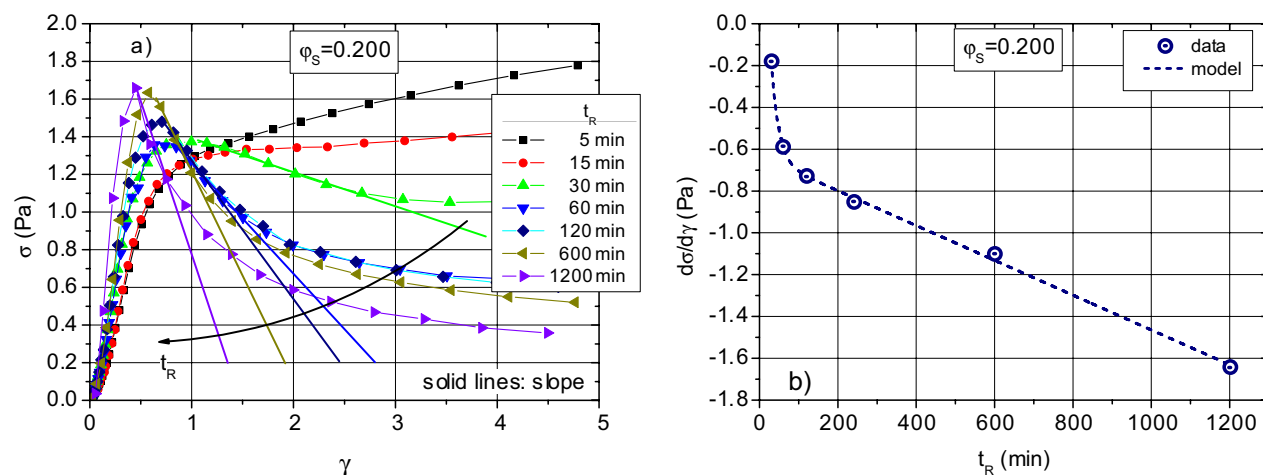 a)
φS=0.200
σ (Pa)
2.0
1.8
1.6
1.4
1.2
1.0
0.8
0.6
0.4
0.2
0.0
tR
5 min
15 min
30 min
60 min
120 min
600 min
1200 min
tR
solid lines: slope
0 1 2 3 4 5
γ
b)
φS=0.200
data
model
dσ/dγ (Pa)
0.0
-0.2
-0.4
-0.6
-0.8
-1.0
-1.2
-1.4
-1.6
-1.8
0 200 400 600 800 1000 1200
tR (min)